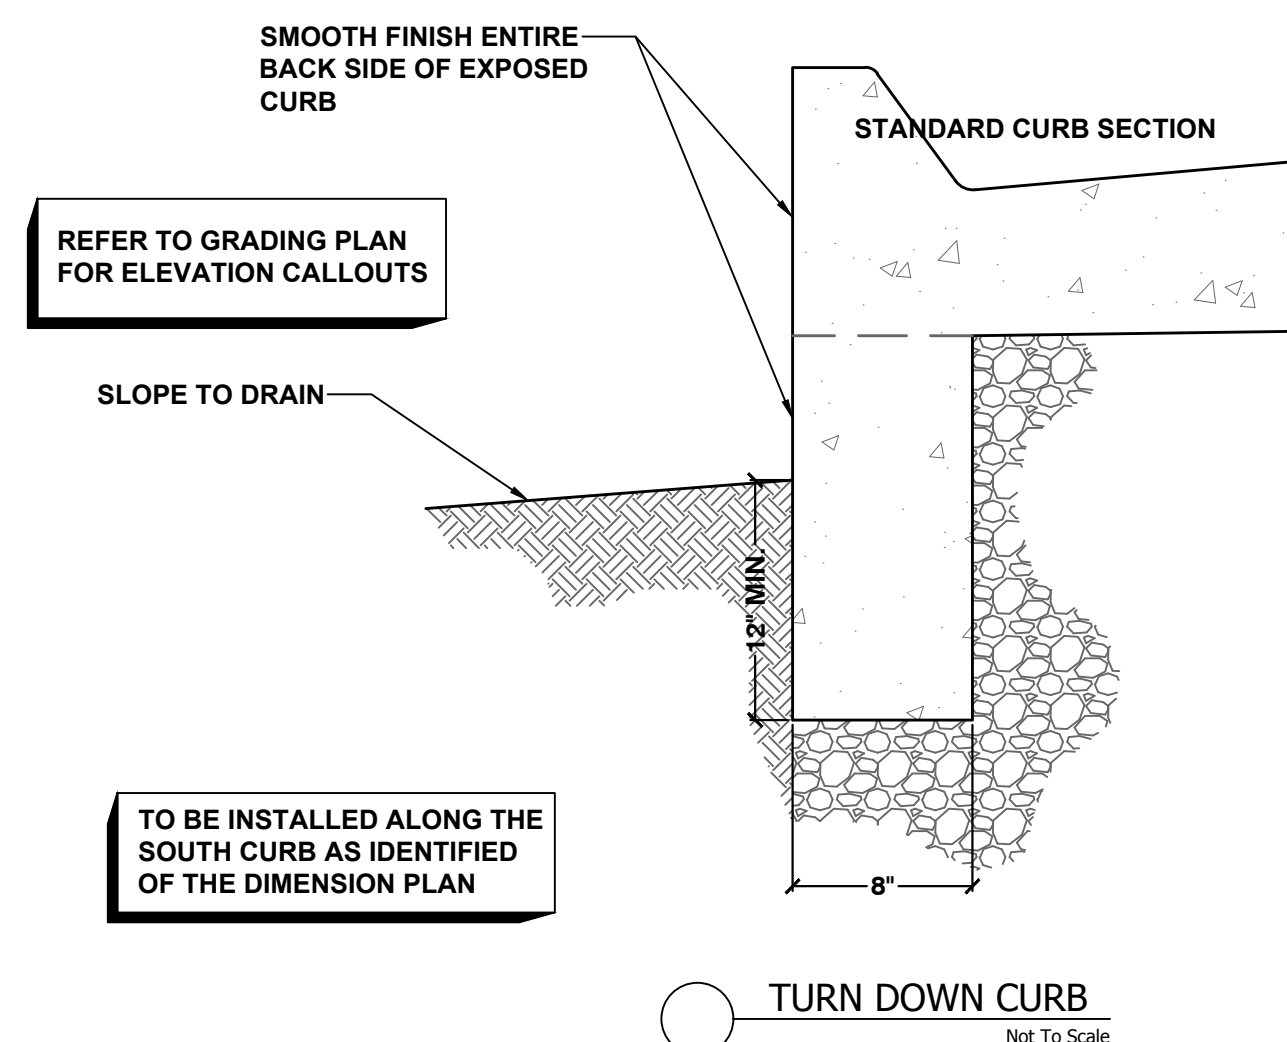 SMOOTH FINISH ENTIRE
BACK SIDE OF EXPOSED
CURB
STANDARD CURB SECTION
REFER TO GRADING PLAN
FOR ELEVATION CALLOUTS
SLOPE TO DRAIN
12" MIN.
TO BE INSTALLED ALONG THE
SOUTH CURB AS IDENTIFIED
OF THE DIMENSION PLAN
8"
TURN DOWN CURB
Not To Scale